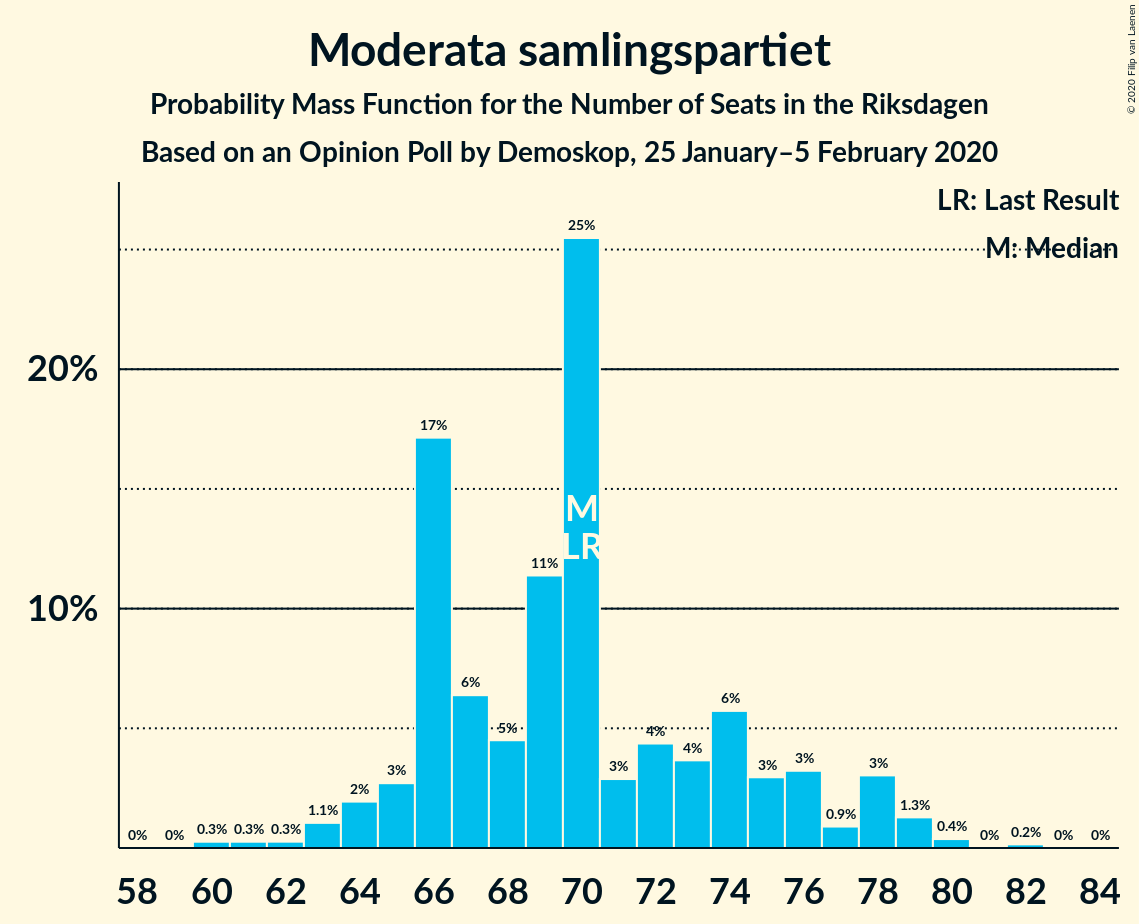 Moderata samlingspartiet
Probability Mass Function for the Number of Seats in the Riksdagen
Based on an Opinion Poll by Demoskop, 25 January–5 February 2020
© 2020 Filip van Laenen
LR: Last Result
M: Median
20%
10%
0% 0% 0.3% 0.3% 0.3% 1.1% 2% 3% 17% 6% 5% 11% 25% 3% 4% 4% 6% 3% 3% 0.9% 3% 1.3% 0.4% 0% 0.2% 0% 0%
M
LR
58 60 62 64 66 68 70 72 74 76 78 80 82 84